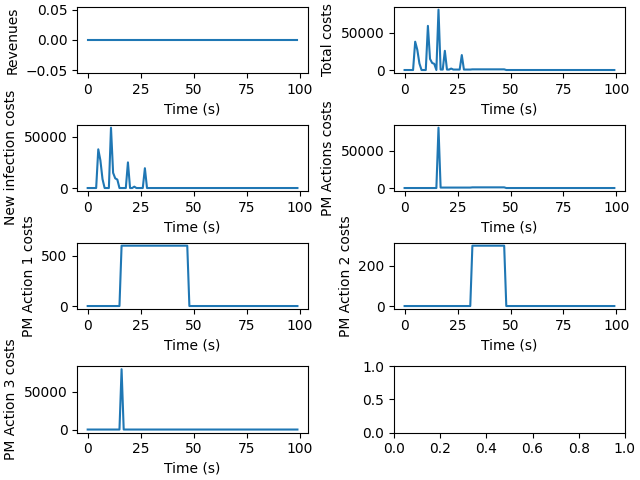 Revenues
0.05
0.00
−0.05
0 25 50 75 100
Time (s)
Total costs
50000
0
0 25 50 75 100
Time (s)
New infection costs
50000
0
0 25 50 75 100
Time (s)
PM Actions costs
50000
0
0 25 50 75 100
Time (s)
PM Action 1 costs
500
0
0 25 50 75 100
Time (s)
PM Action 2 costs
200
0
0 25 50 75 100
Time (s)
PM Action 3 costs
50000
0
0 25 50 75 100
Time (s)
1.0
0.5
0.0
0.0 0.2 0.4 0.6 0.8 1.0